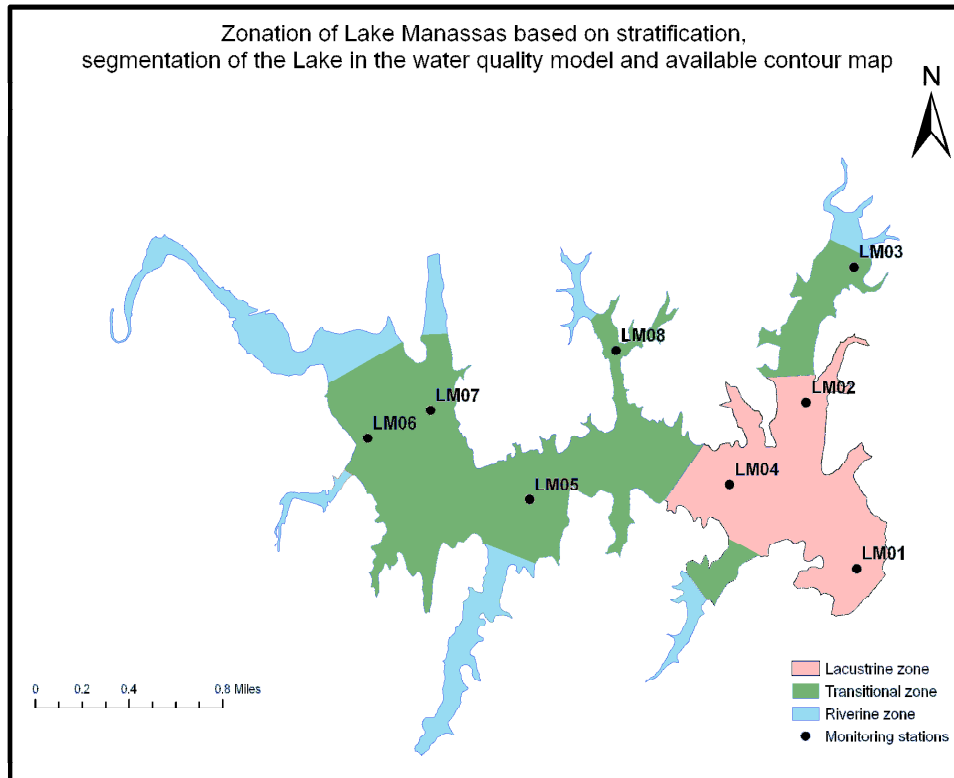 Zonation of Lake Manassas based on stratification,
segmentation of the Lake in the water quality model and available contour map
N
LM03
LM08
LM02
LM07
LM06
LM04
LM05
LM01
Lacustrine zone
Transitional zone
Riverine zone
Monitoring stations
0 0.2 0.4 0.8 Miles